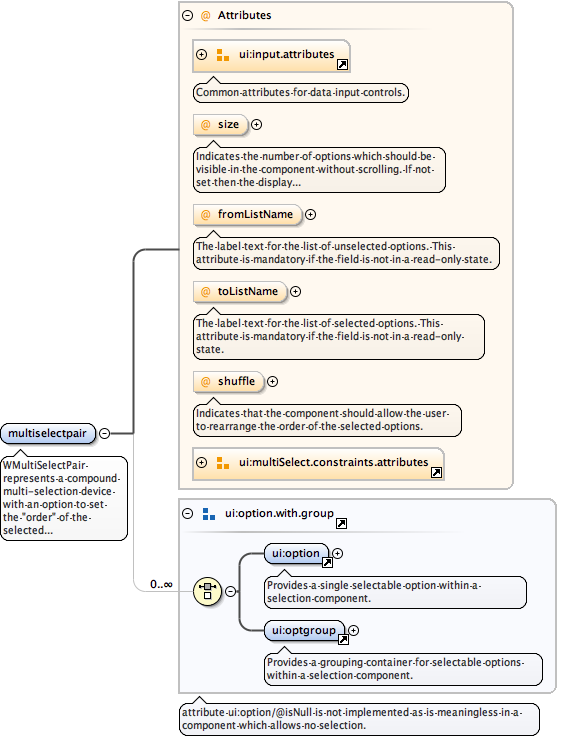 @ Attributes
ui:input.attributes
Common attributes for data input controls.
@ size
Indicates the number of options which should be
visible in the component without scrolling. If not
set then the display...
@ fromListName
The label text for the list of unselected options. This
attribute is mandatory if the field is not in a read-only state.
@ toListName
The label text for the list of selected options. This
attribute is mandatory if the field is not in a read-only
state.
@ shuffle
Indicates that the component should allow the user
to rearrange the order of the selected options.
ui:multiSelect.constraints.attributes
multiselectpair
WMultiSelectPair
represents a compound
multi-selection device
with an option to set
the "order" of the
selected...
ui:option.with.group
0..∞
ui:option
Provides a single selectable option within a
selection component.
ui:optgroup
Provides a grouping container for selectable options
within a selection component.
attribute ui:option/@isNull is not implemented as is meaningless in a
component which allows no selection.